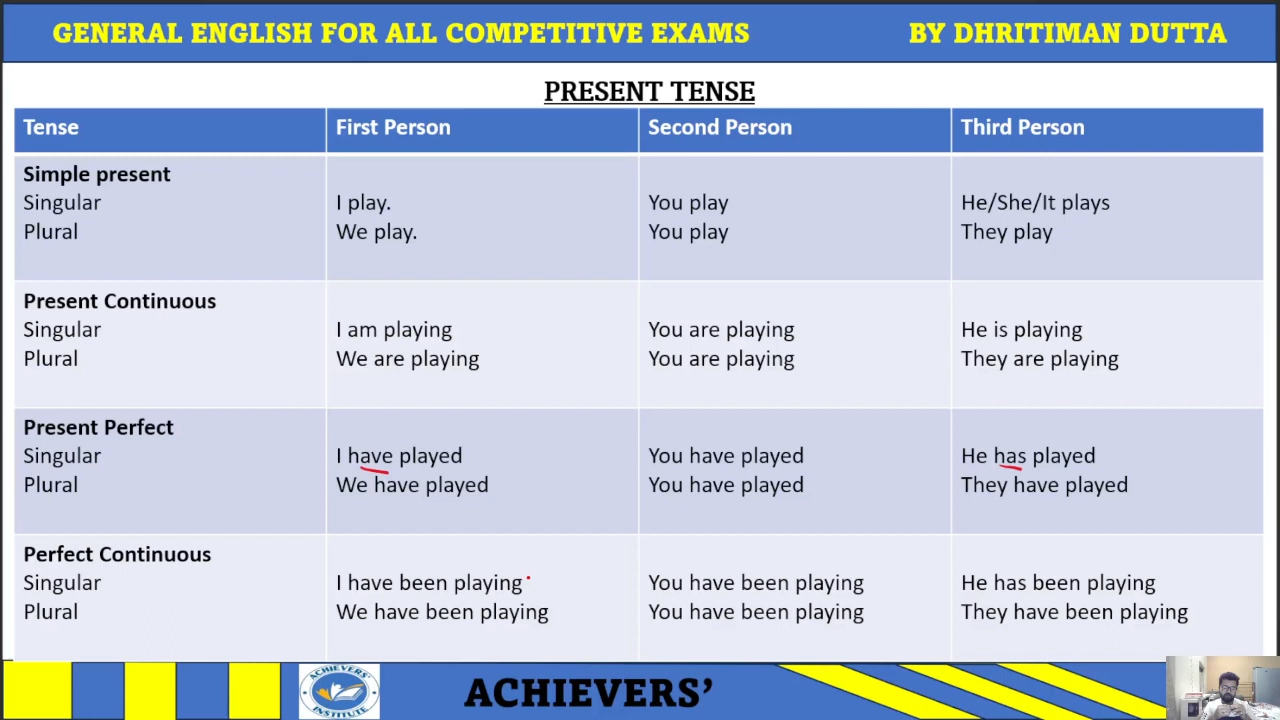 GENERAL ENGLISH FOR ALL COMPETITIVE EXAMS BY DHRITIMAN DUTTA
PRESENT TENSE
Tense First Person Second Person Third Person
Simple present
Singular I play. You play He/She/It plays
Plural We play. You play They play
Present Continuous
Singular I am playing You are playing He is playing
Plural We are playing You are playing They are playing
Present Perfect
Singular I have played You have played He has played
Plural We have played You have played They have played
Perfect Continuous
Singular I have been playing You have been playing He has been playing
Plural We have been playing You have been playing They have been playing
ACHIEVERS'
INSTITUTE
ACHIEVERS’